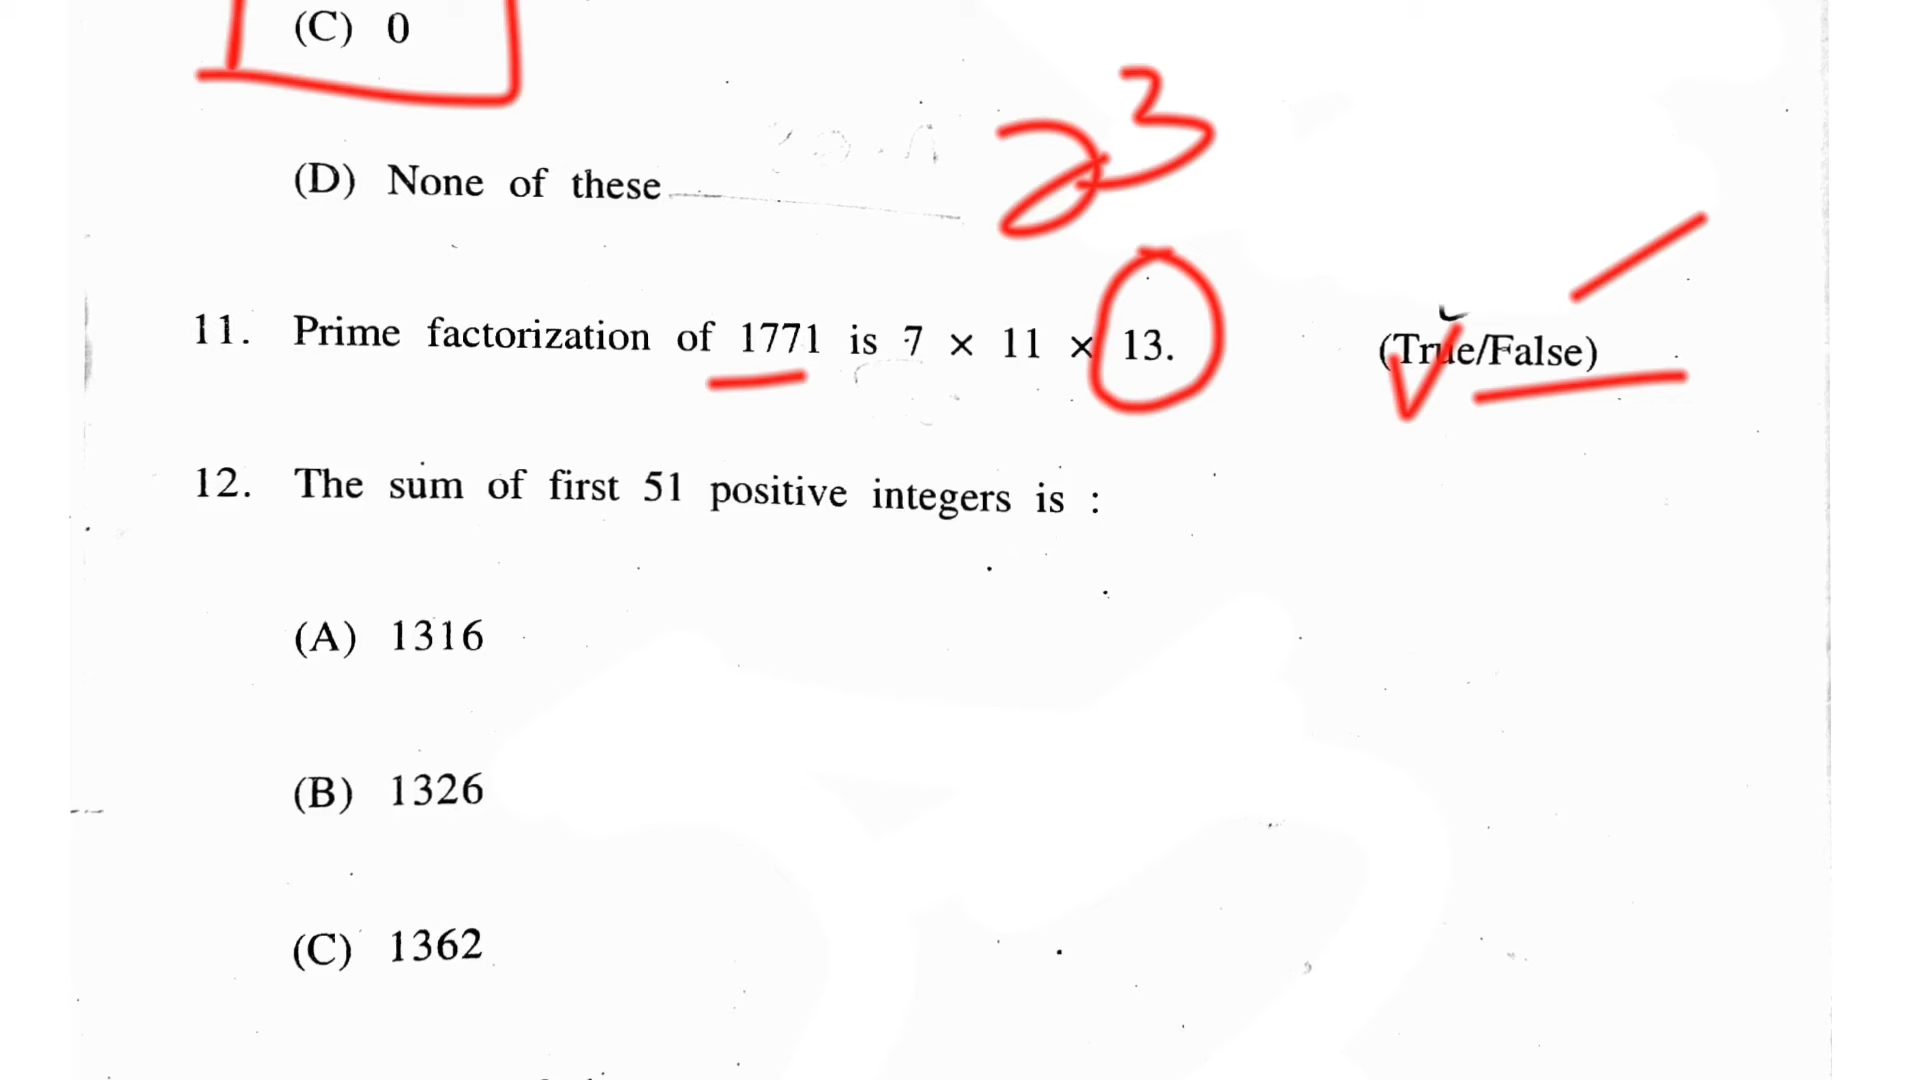 (C) 0
23
(D) None of these
11. Prime factorization of 1771 is 7 × 11 × 13. (True/False)
12. The sum of first 51 positive integers is :
(A) 1316
(B) 1326
(C) 1362